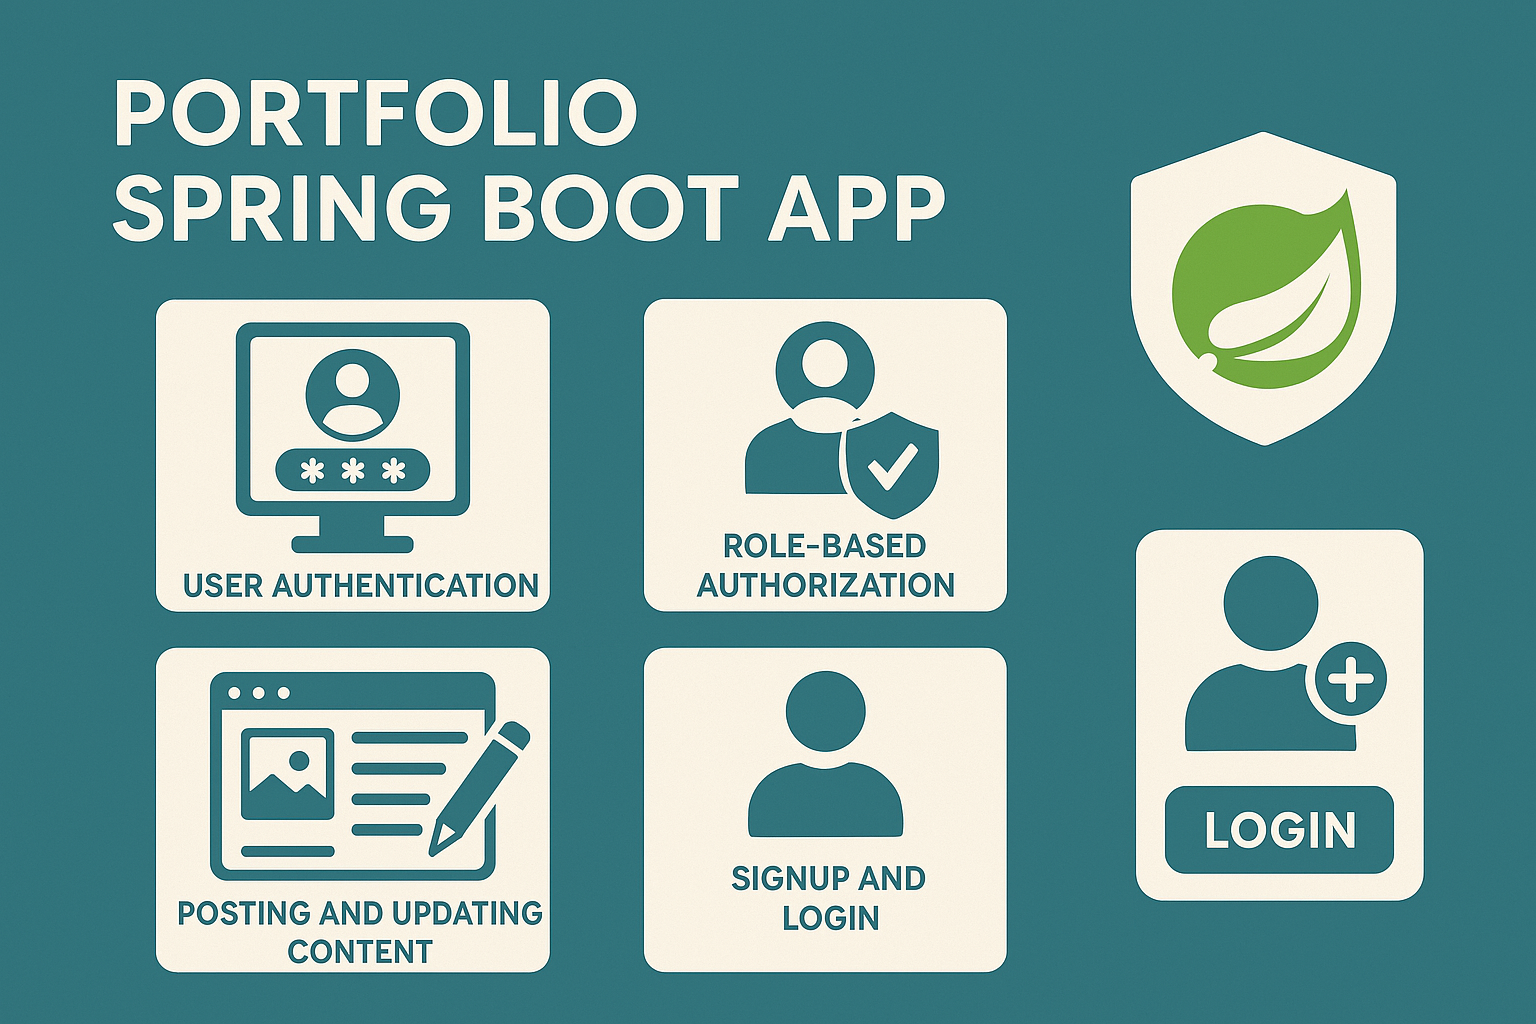 PORTFOLIO
SPRING BOOT APP
***
USER AUTHENTICATION
ROLE-BASED
AUTHORIZATION
POSTING AND UPDATING
CONTENT
SIGNUP AND
LOGIN
LOGIN